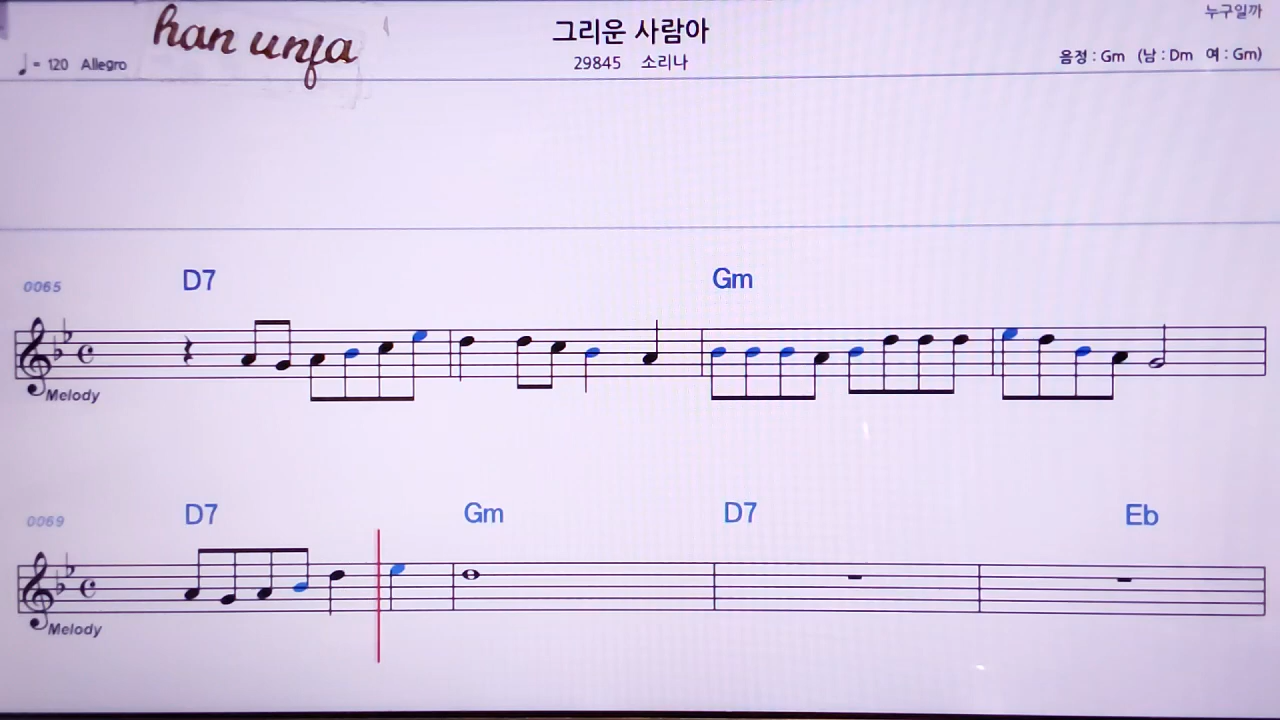 누구일까
han unfa
그리운 사람아
♩= 120 Allegro
29845 소리나
음정 : Gm (남 : Dm 여 : Gm)
0065
D7 Gm
Melody
0069
D7 Gm D7 Eb
Melody